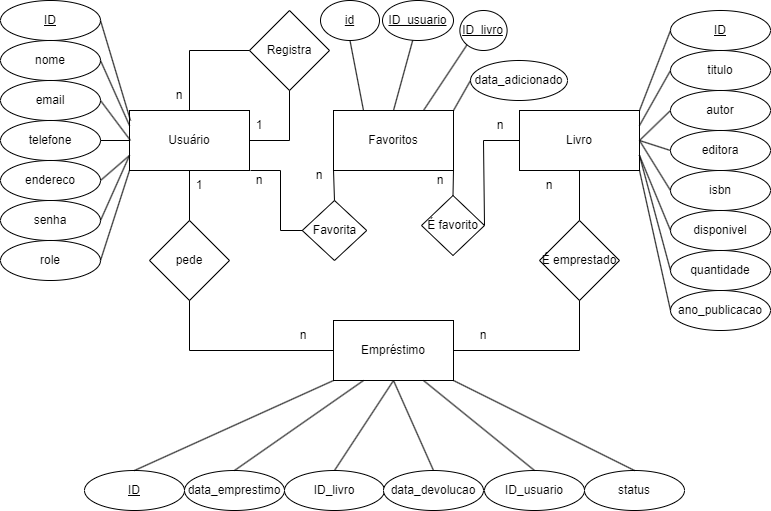 ID
nome
email
telefone
endereco
senha
role
Registra
n
1
Usuário
id
ID_usuario
ID_livro
data_adicionado
Favoritos
ID
titulo
autor
editora
isbn
disponivel
quantidade
ano_publicacao
n
Livro
1
n
n
n
n
Favorita
É favorito
pede
É emprestado
n
n
Empréstimo
ID
data_emprestimo
ID_livro
data_devolucao
ID_usuario
status